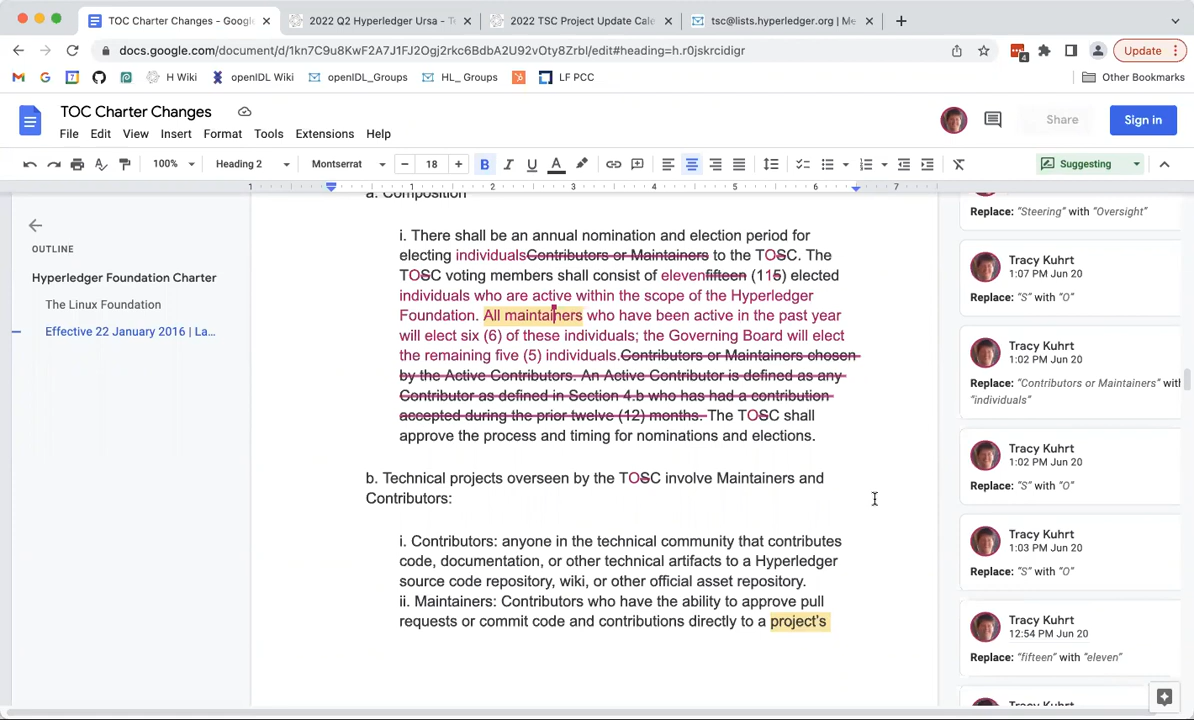 TOC Charter Changes - Google
2022 Q2 Hyperledger Ursa - Te
2022 TSC Project Update Cale
tsc@lists.hyperledger.org | Me
docs.google.com/document/d/1kn7C9u8KwF2A7J1FJ2Ogj2rkc6BdbA2U92vOty8ZrbI/edit#heading=h.r0jskrcidigr
4
Update
H Wiki
openIDL Wiki
openIDL_Groups
HL_ Groups
LF PCC
Other Bookmarks
TOC Charter Changes
File Edit View Insert Format Tools Extensions Help
Share
Sign in
100% Heading 2 Montserrat 18 Suggesting
1 1 2 3 4 5 6 7
OUTLINE
Hyperledger Foundation Charter
The Linux Foundation
Effective 22 January 2016 | La...
a. Composition
i. There shall be an annual nomination and election period for
electing individualsContributors or Maintainers to the TOSC. The
TOSC voting members shall consist of elevenfifteen (115) elected
individuals who are active within the scope of the Hyperledger
Foundation. All maintainers who have been active in the past year
will elect six (6) of these individuals; the Governing Board will elect
the remaining five (5) individuals.Contributors or Maintainers chosen
by the Active Contributors. An Active Contributor is defined as any
Contributor as defined in Section 4.b who has had a contribution
accepted during the prior twelve (12) months. The TOSC shall
approve the process and timing for nominations and elections.
b. Technical projects overseen by the TOSC involve Maintainers and
Contributors:
i. Contributors: anyone in the technical community that contributes
code, documentation, or other technical artifacts to a Hyperledger
source code repository, wiki, or other official asset repository.
ii. Maintainers: Contributors who have the ability to approve pull
requests or commit code and contributions directly to a project's
Replace: "Steering" with "Oversight"
Tracy Kuhrt
1:07 PM Jun 20
Replace: "S" with "O"
Tracy Kuhrt
1:02 PM Jun 20
Replace: "Contributors or Maintainers" with
"individuals"
Tracy Kuhrt
1:02 PM Jun 20
Replace: "S" with "O"
Tracy Kuhrt
1:03 PM Jun 20
Replace: "S" with "O"
Tracy Kuhrt
12:54 PM Jun 20
Replace: "fifteen" with "eleven"
Tracy Kuhrt